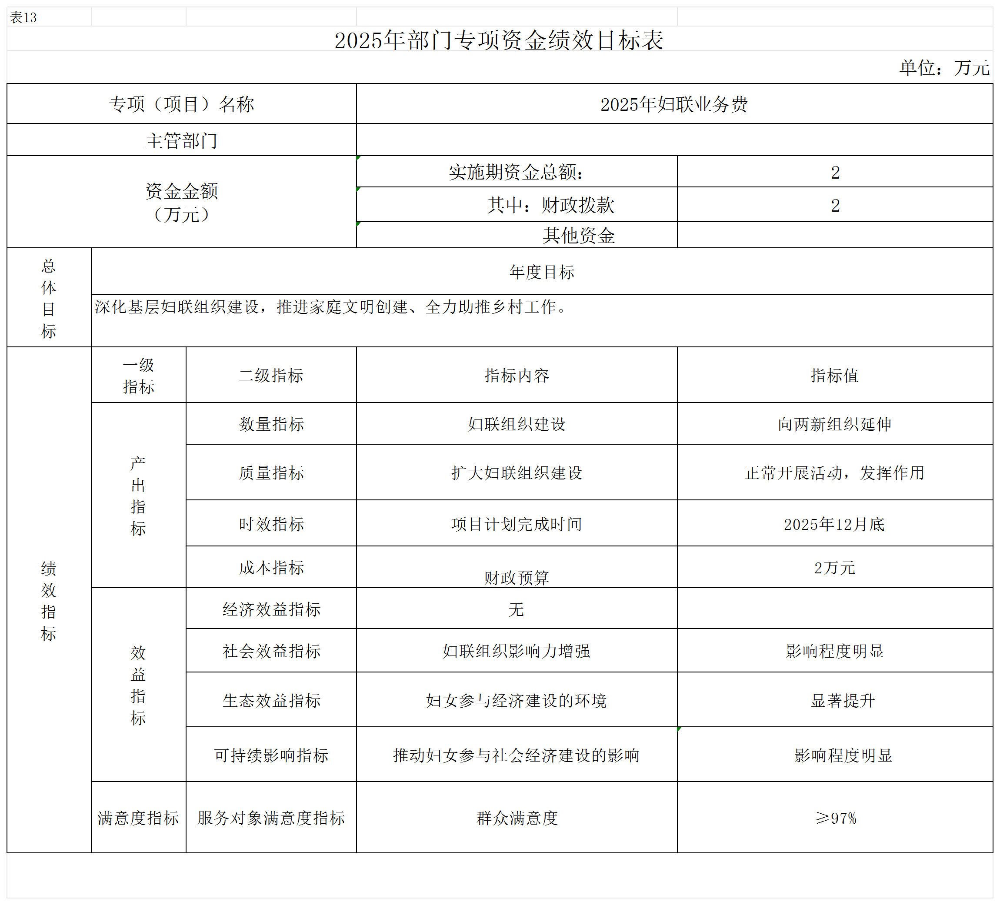 表13
2025年部门专项资金绩效目标表
单位：万元
专项（项目）名称
2025年妇联业务费
主管部门
资金金额
（万元）
实施期资金总额：
2
其中：财政拨款
2
其他资金
总体目标
年度目标
深化基层妇联组织建设，推进家庭文明创建、全力助推乡村工作。
绩效指标
一级
指标
二级指标
指标内容
指标值
产出指标
数量指标
妇联组织建设
向两新组织延伸
质量指标
扩大妇联组织建设
正常开展活动，发挥作用
时效指标
项目计划完成时间
2025年12月底
成本指标
财政预算
2万元
效益指标
经济效益指标
无
社会效益指标
妇联组织影响力增强
影响程度明显
生态效益指标
妇女参与经济建设的环境
显著提升
可持续影响指标
推动妇女参与社会经济建设的影响
影响程度明显
满意度指标
服务对象满意度指标
群众满意度
≥97%